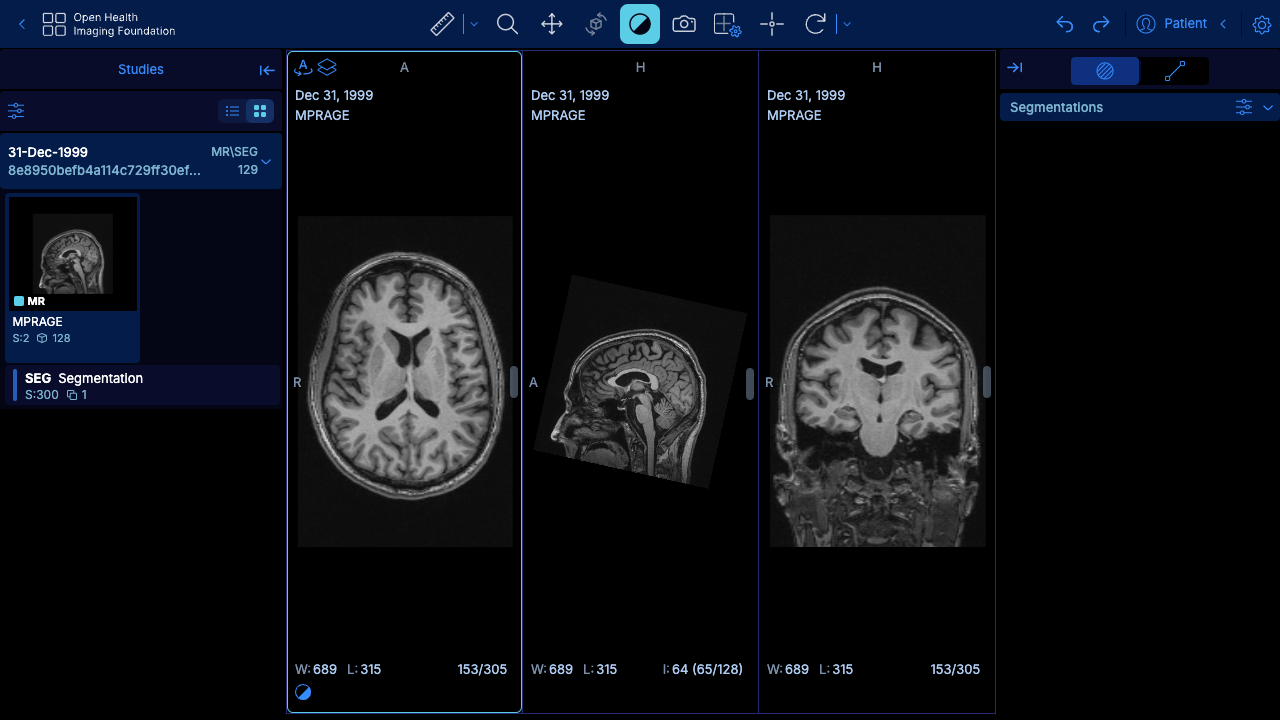 Open Health
Imaging Foundation
Patient
Studies
31-Dec-1999
MR\SEG
8e8950befb4a114c729ff30ef...
129
MR
MPRAGE
S:2
128
SEG Segmentation
S:300
1
A
A
Dec 31, 1999
MPRAGE
R
W: 689 L: 315
153/305
H
Dec 31, 1999
MPRAGE
A
W: 689 L: 315
I: 64 (65/128)
H
Dec 31, 1999
MPRAGE
R
W: 689 L: 315
153/305
Segmentations